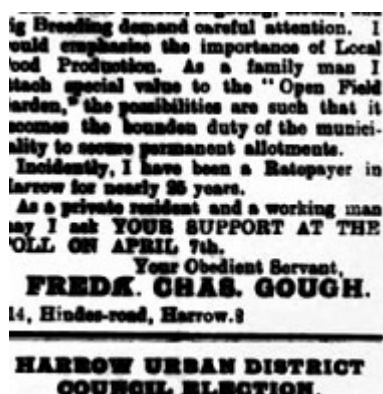 ig Breeding demand careful attention. I
ould emphasise the importance of Local
ood Production. As a family man I
ttach special value to the "Open Field
arden," the possibilities are such that it
ecomes the bounden duty of the munici-
ality to secure permanent allotments.
Incidently, I have been a Ratepayer in
arrow for nearly 25 years.
As a private resident and a working man
ay I ask YOUR SUPPORT AT THE
OLL ON APRIL 7th.
Your Obedient Servant,
FREDK. CHAS. GOUGH.
14, Hindes-road, Harrow.
HARROW URBAN DISTRICT
COUNCIL ELECTION.